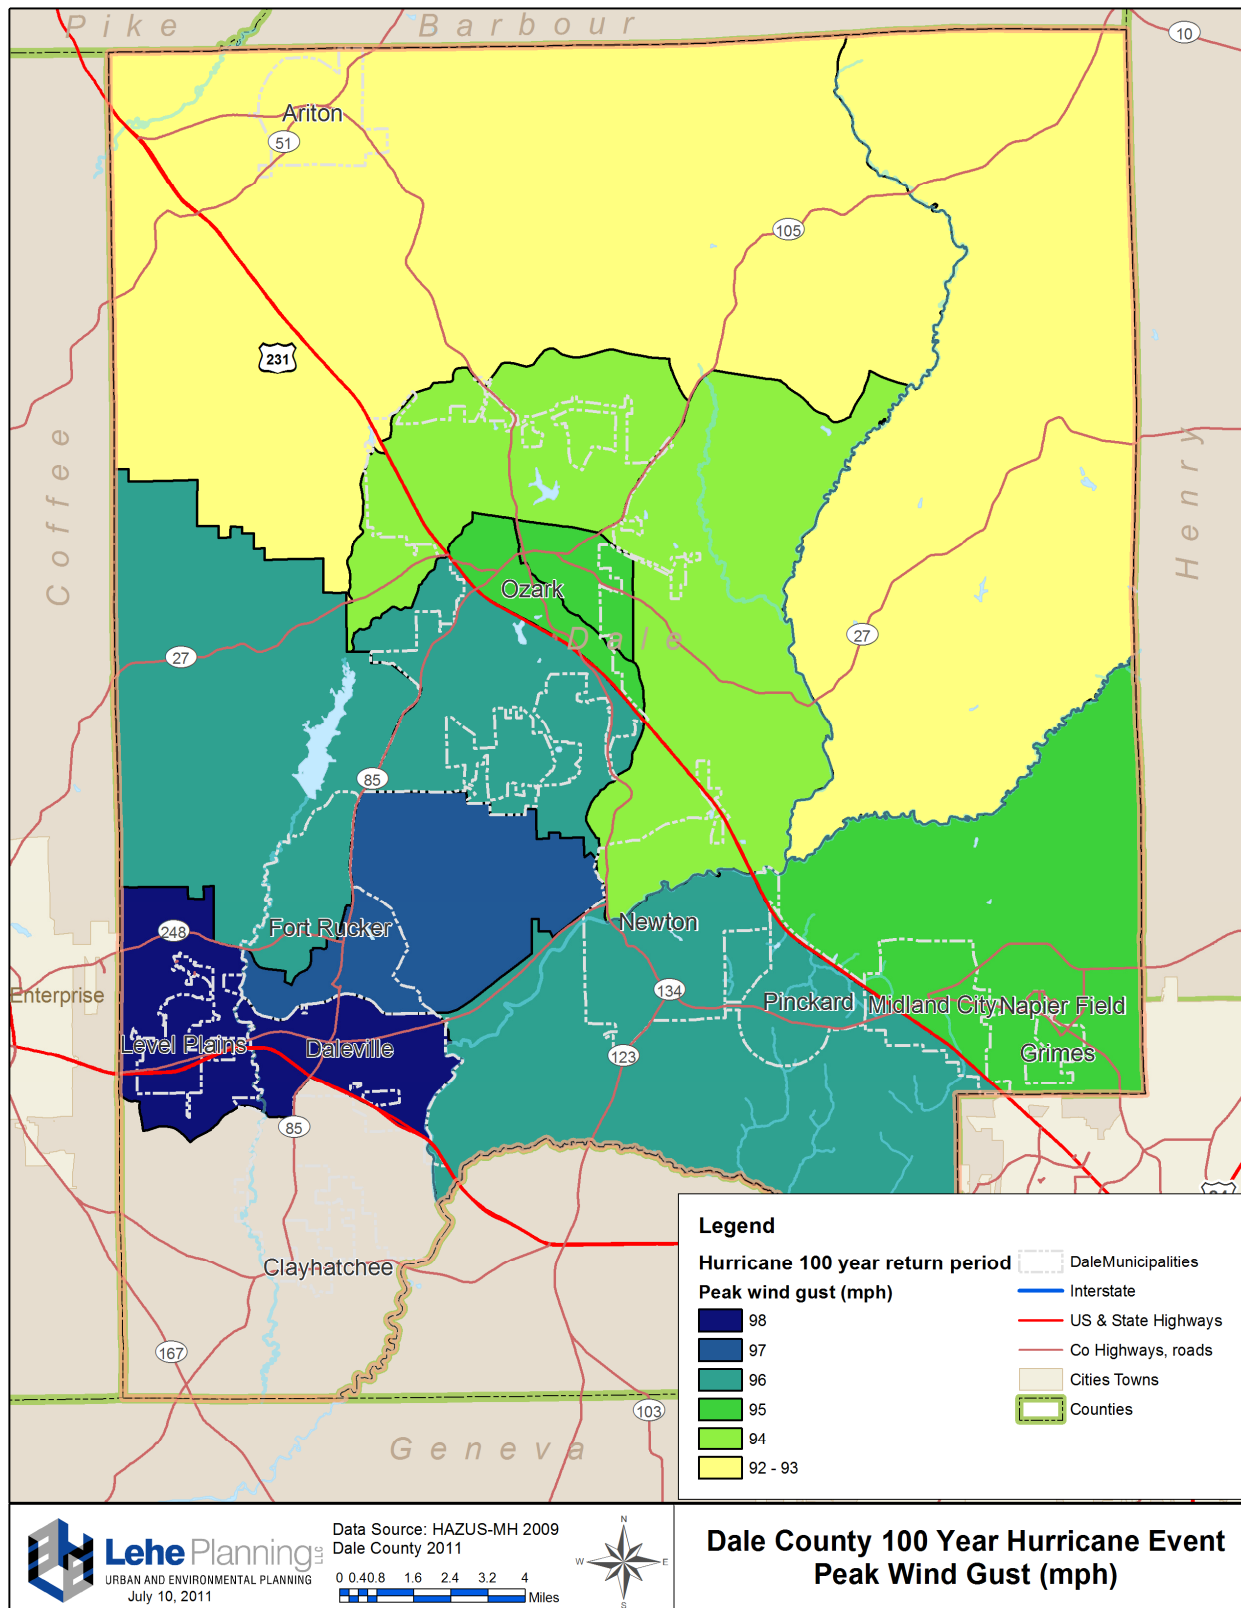 Pike
Barbour
10
Ariton
51
105
231
Coffee
Henry
Ozark
Dale
27
27
85
Fort Rucker
Newton
248
Enterprise
134
Pinckard
Midland City
Napier Field
Level Plains
Daleville
123
Grimes
85
Clayhatchee
167
103
Geneva
Legend
Hurricane 100 year return period
Peak wind gust (mph)
98
97
96
95
94
92 - 93
DaleMunicipalities
Interstate
US & State Highways
Co Highways, roads
Cities Towns
Counties
Lehe Planning LLC
URBAN AND ENVIRONMENTAL PLANNING
July 10, 2011
Data Source: HAZUS-MH 2009
Dale County 2011
0 0.40.8 1.6 2.4 3.2 4
Miles
N
W
E
S
Dale County 100 Year Hurricane Event
Peak Wind Gust (mph)